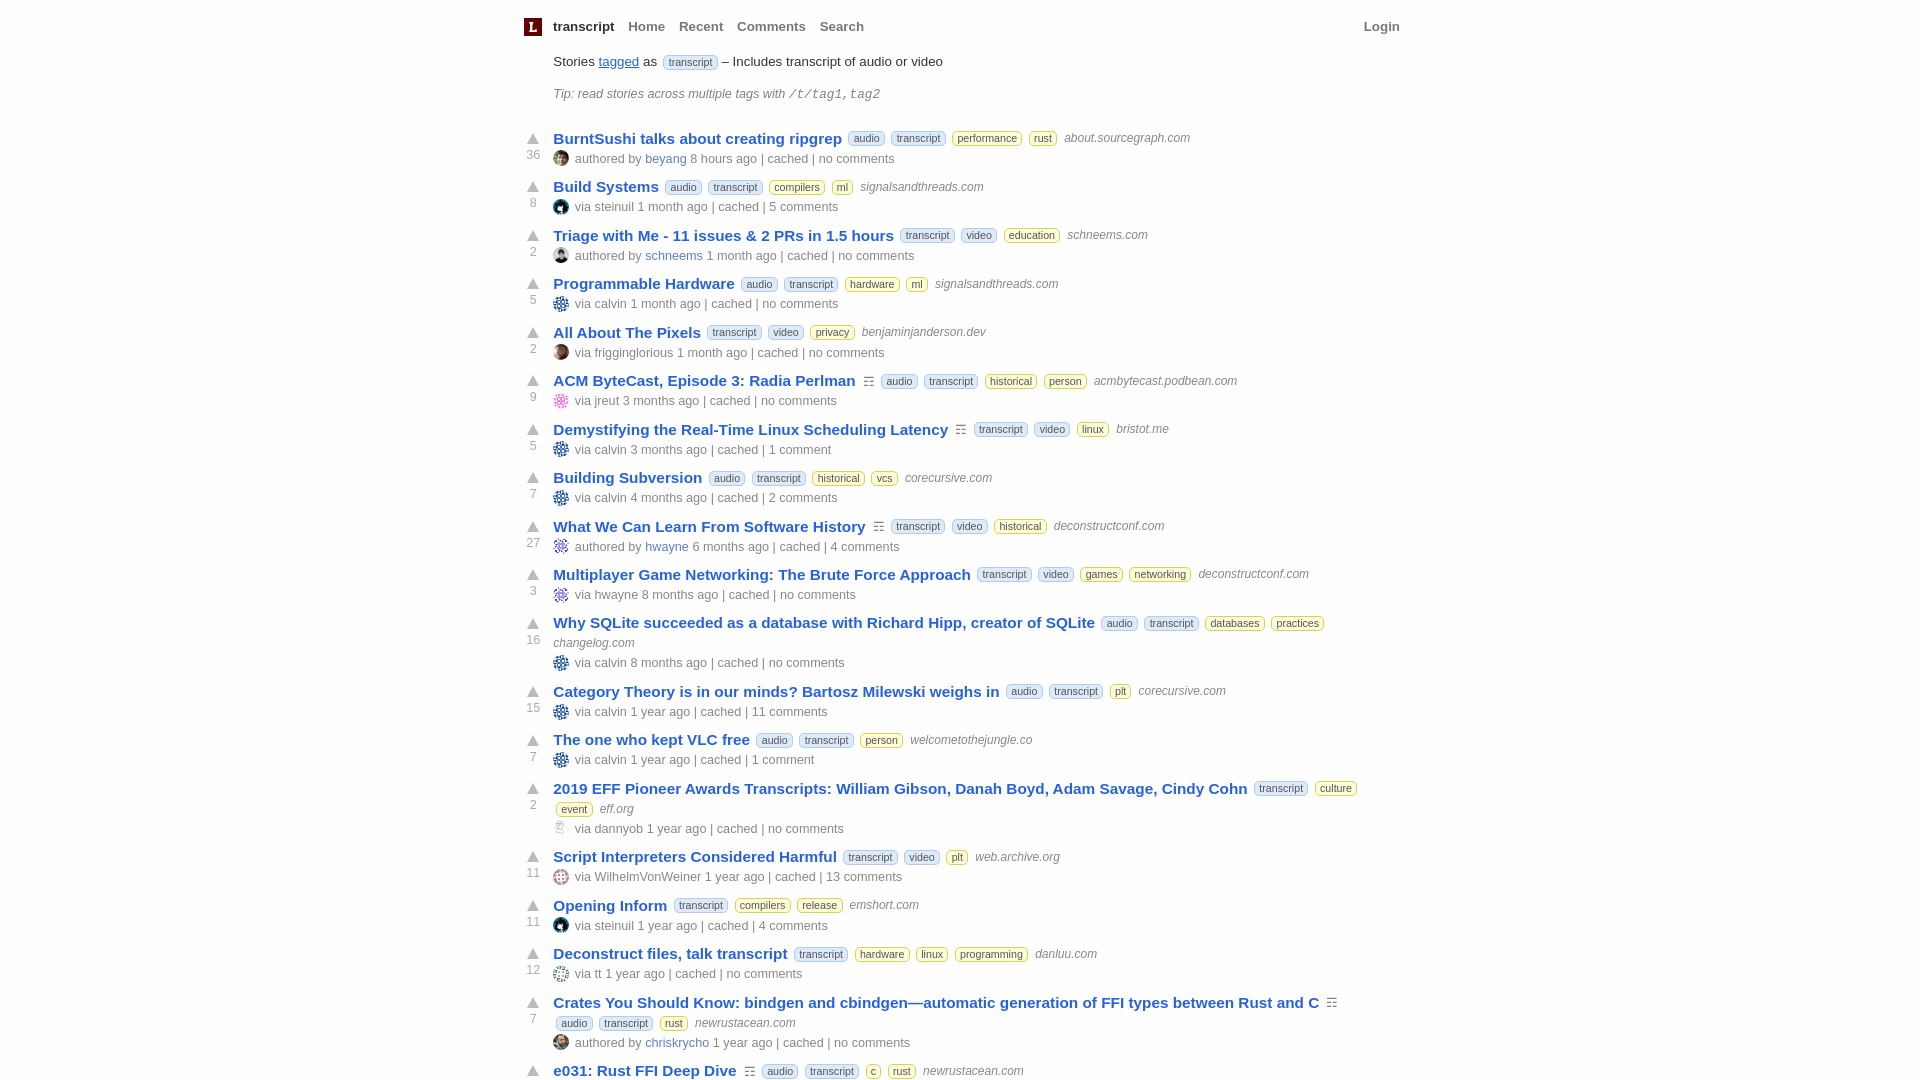 L transcript Home Recent Comments Search Login
Stories tagged as transcript – Includes transcript of audio or video
Tip: read stories across multiple tags with /t/tag1,tag2
BurntSushi talks about creating ripgrep audio transcript performance rust about.sourcegraph.com
36 authored by beyang 8 hours ago | cached | no comments
Build Systems audio transcript compilers ml signalsandthreads.com
8 via steinuil 1 month ago | cached | 5 comments
Triage with Me - 11 issues & 2 PRs in 1.5 hours transcript video education schneems.com
2 authored by schneems 1 month ago | cached | no comments
Programmable Hardware audio transcript hardware ml signalsandthreads.com
5 via calvin 1 month ago | cached | no comments
All About The Pixels transcript video privacy benjaminjanderson.dev
2 via frigginglorious 1 month ago | cached | no comments
ACM ByteCast, Episode 3: Radia Perlman ☶ audio transcript historical person acmbytecast.podbean.com
9 via jreut 3 months ago | cached | no comments
Demystifying the Real-Time Linux Scheduling Latency ☶ transcript video linux bristot.me
5 via calvin 3 months ago | cached | 1 comment
Building Subversion audio transcript historical vcs corecursive.com
7 via calvin 4 months ago | cached | 2 comments
What We Can Learn From Software History ☶ transcript video historical deconstructconf.com
27 authored by hwayne 6 months ago | cached | 4 comments
Multiplayer Game Networking: The Brute Force Approach transcript video games networking deconstructconf.com
3 via hwayne 8 months ago | cached | no comments
Why SQLite succeeded as a database with Richard Hipp, creator of SQLite audio transcript databases practices
16 changelog.com
via calvin 8 months ago | cached | no comments
Category Theory is in our minds? Bartosz Milewski weighs in audio transcript plt corecursive.com
15 via calvin 1 year ago | cached | 11 comments
The one who kept VLC free audio transcript person welcometothejungle.co
7 via calvin 1 year ago | cached | 1 comment
2019 EFF Pioneer Awards Transcripts: William Gibson, Danah Boyd, Adam Savage, Cindy Cohn transcript culture
2 event eff.org
via dannyob 1 year ago | cached | no comments
Script Interpreters Considered Harmful transcript video plt web.archive.org
11 via WilhelmVonWeiner 1 year ago | cached | 13 comments
Opening Inform transcript compilers release emshort.com
11 via steinuil 1 year ago | cached | 4 comments
Deconstruct files, talk transcript transcript hardware linux programming danluu.com
12 via tt 1 year ago | cached | no comments
Crates You Should Know: bindgen and cbindgen—automatic generation of FFI types between Rust and C ☶
7 audio transcript rust newrustacean.com
authored by chriskrycho 1 year ago | cached | no comments
e031: Rust FFI Deep Dive ☶ audio transcript c rust newrustacean.com